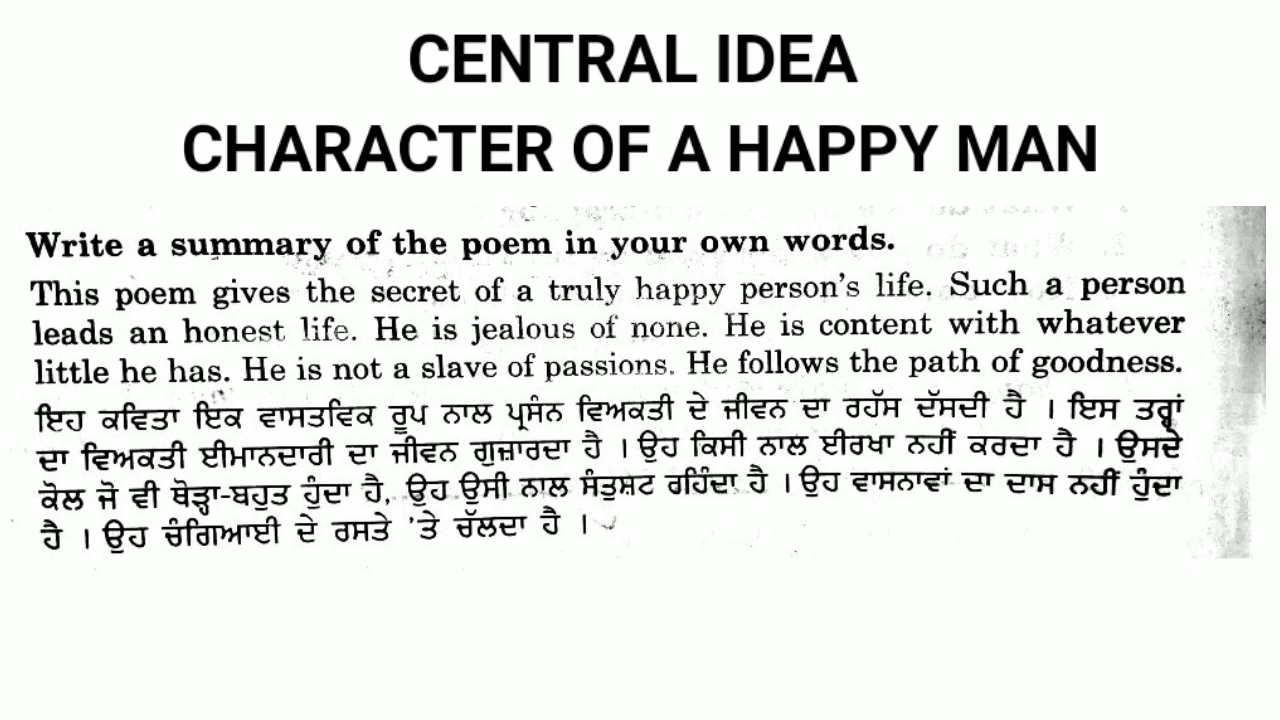 CENTRAL IDEA
CHARACTER OF A HAPPY MAN
Write a summary of the poem in your own words.
This poem gives the secret of a truly happy person's life. Such a person
leads an honest life. He is jealous of none. He is content with whatever
little he has. He is not a slave of passions. He follows the path of goodness.
ਇਹ ਕਵਿਤਾ ਇਕ ਵਾਸਤਵਿਕ ਰੂਪ ਨਾਲ ਪ੍ਰਸੰਨ ਵਿਅਕਤੀ ਦੇ ਜੀਵਨ ਦਾ ਰਹੱਸ ਦੱਸਦੀ ਹੈ । ਇਸ ਤਰ੍ਹਾਂ
ਦਾ ਵਿਅਕਤੀ ਈਮਾਨਦਾਰੀ ਦਾ ਜੀਵਨ ਗੁਜ਼ਾਰਦਾ ਹੈ । ਉਹ ਕਿਸੀ ਨਾਲ ਈਰਖਾ ਨਹੀਂ ਕਰਦਾ ਹੈ । ਉਸਦੇ
ਕੋਲ ਜੋ ਵੀ ਥੋੜ੍ਹਾ-ਬਹੁਤ ਹੁੰਦਾ ਹੈ, ਉਹ ਉਸੀ ਨਾਲ ਸੰਤੁਸ਼ਟ ਰਹਿੰਦਾ ਹੈ । ਉਹ ਵਾਸਨਾਵਾਂ ਦਾ ਦਾਸ ਨਹੀਂ ਹੁੰਦਾ
ਹੈ । ਉਹ ਚੰਗਿਆਈ ਦੇ ਰਸਤੇ 'ਤੇ ਚੱਲਦਾ ਹੈ ।